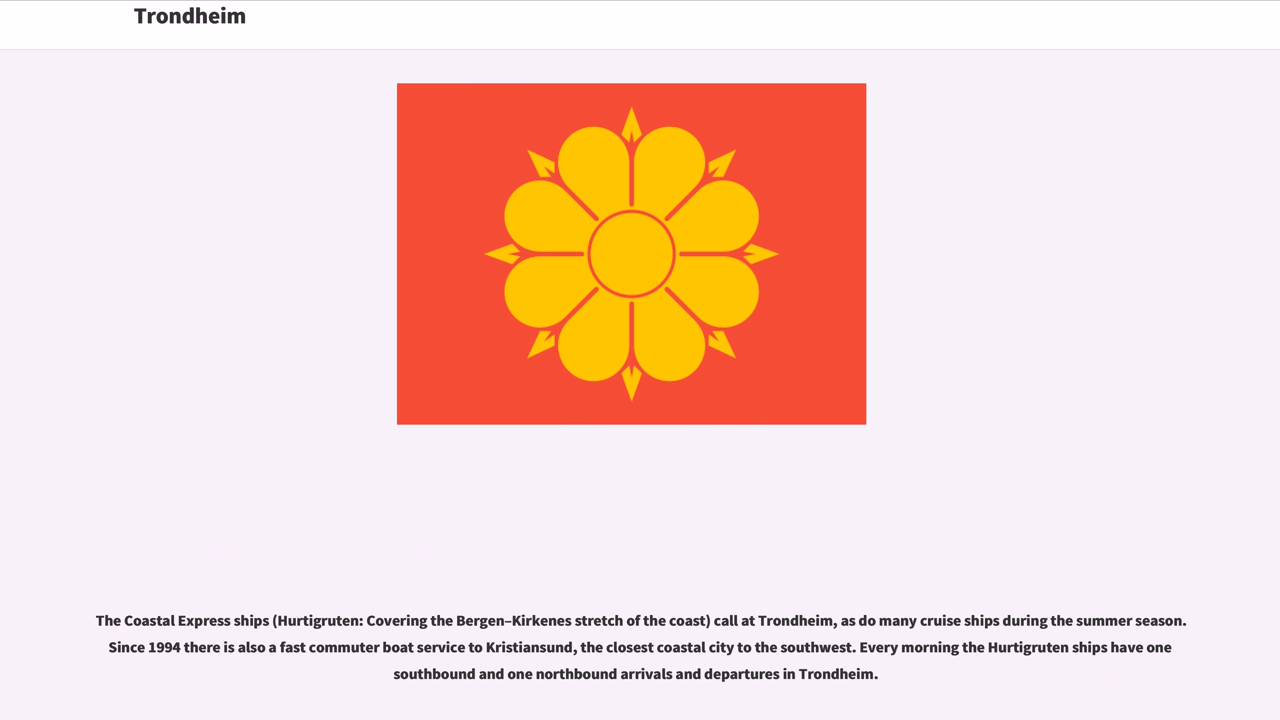 Trondheim
The Coastal Express ships (Hurtigruten: Covering the Bergen–Kirkenes stretch of the coast) call at Trondheim, as do many cruise ships during the summer season.
Since 1994 there is also a fast commuter boat service to Kristiansund, the closest coastal city to the southwest. Every morning the Hurtigruten ships have one
southbound and one northbound arrivals and departures in Trondheim.